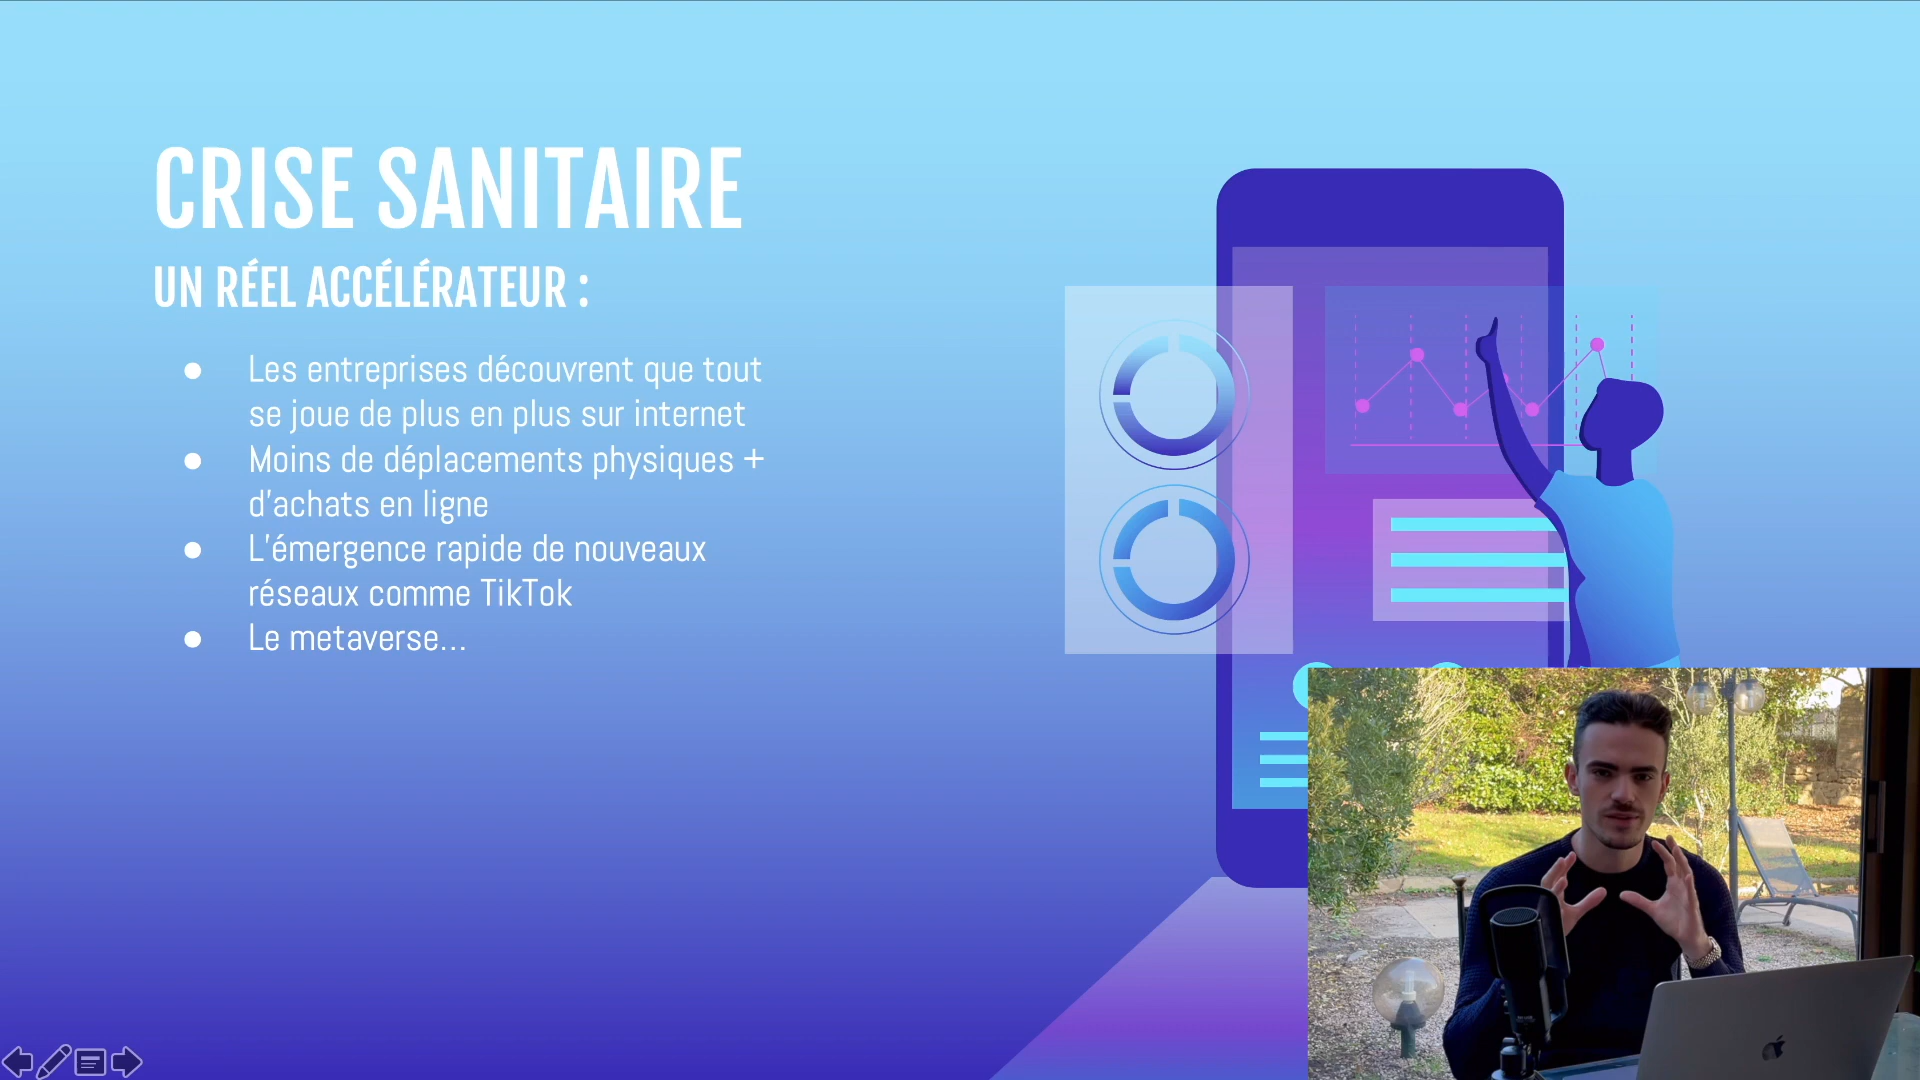 CRISE SANITAIRE
UN RÉEL ACCÉLÉRATEUR :
● Les entreprises découvrent que tout
se joue de plus en plus sur internet
● Moins de déplacements physiques +
d'achats en ligne
● L'émergence rapide de nouveaux
réseaux comme TikTok
● Le metaverse...